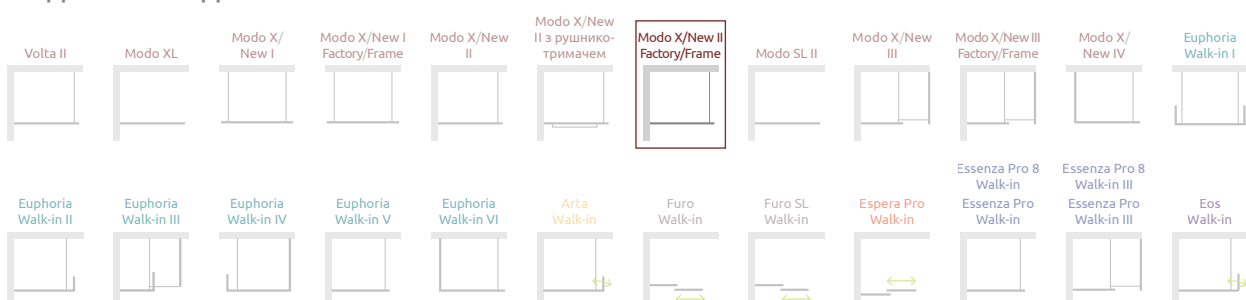 Volta II
Modo XL
Modo X/
New I
Modo X/New I
Factory/Frame
Modo X/New
II
Modo X/New
II з рушнико-
тримачем
Modo X/New II
Factory/Frame
Modo SL II
Modo X/New
III
Modo X/New III
Factory/Frame
Modo X/
New IV
Euphoria
Walk-in I
Euphoria
Walk-in II
Euphoria
Walk-in III
Euphoria
Walk-in IV
Euphoria
Walk-in V
Euphoria
Walk-in VI
Arta
Walk-in
Furo
Walk-in
Furo SL
Walk-in
Espera Pro
Walk-in
Essenza Pro 8
Walk-in
Essenza Pro
Walk-in
Essenza Pro 8
Walk-in III
Essenza Pro
Walk-in III
Eos
Walk-in